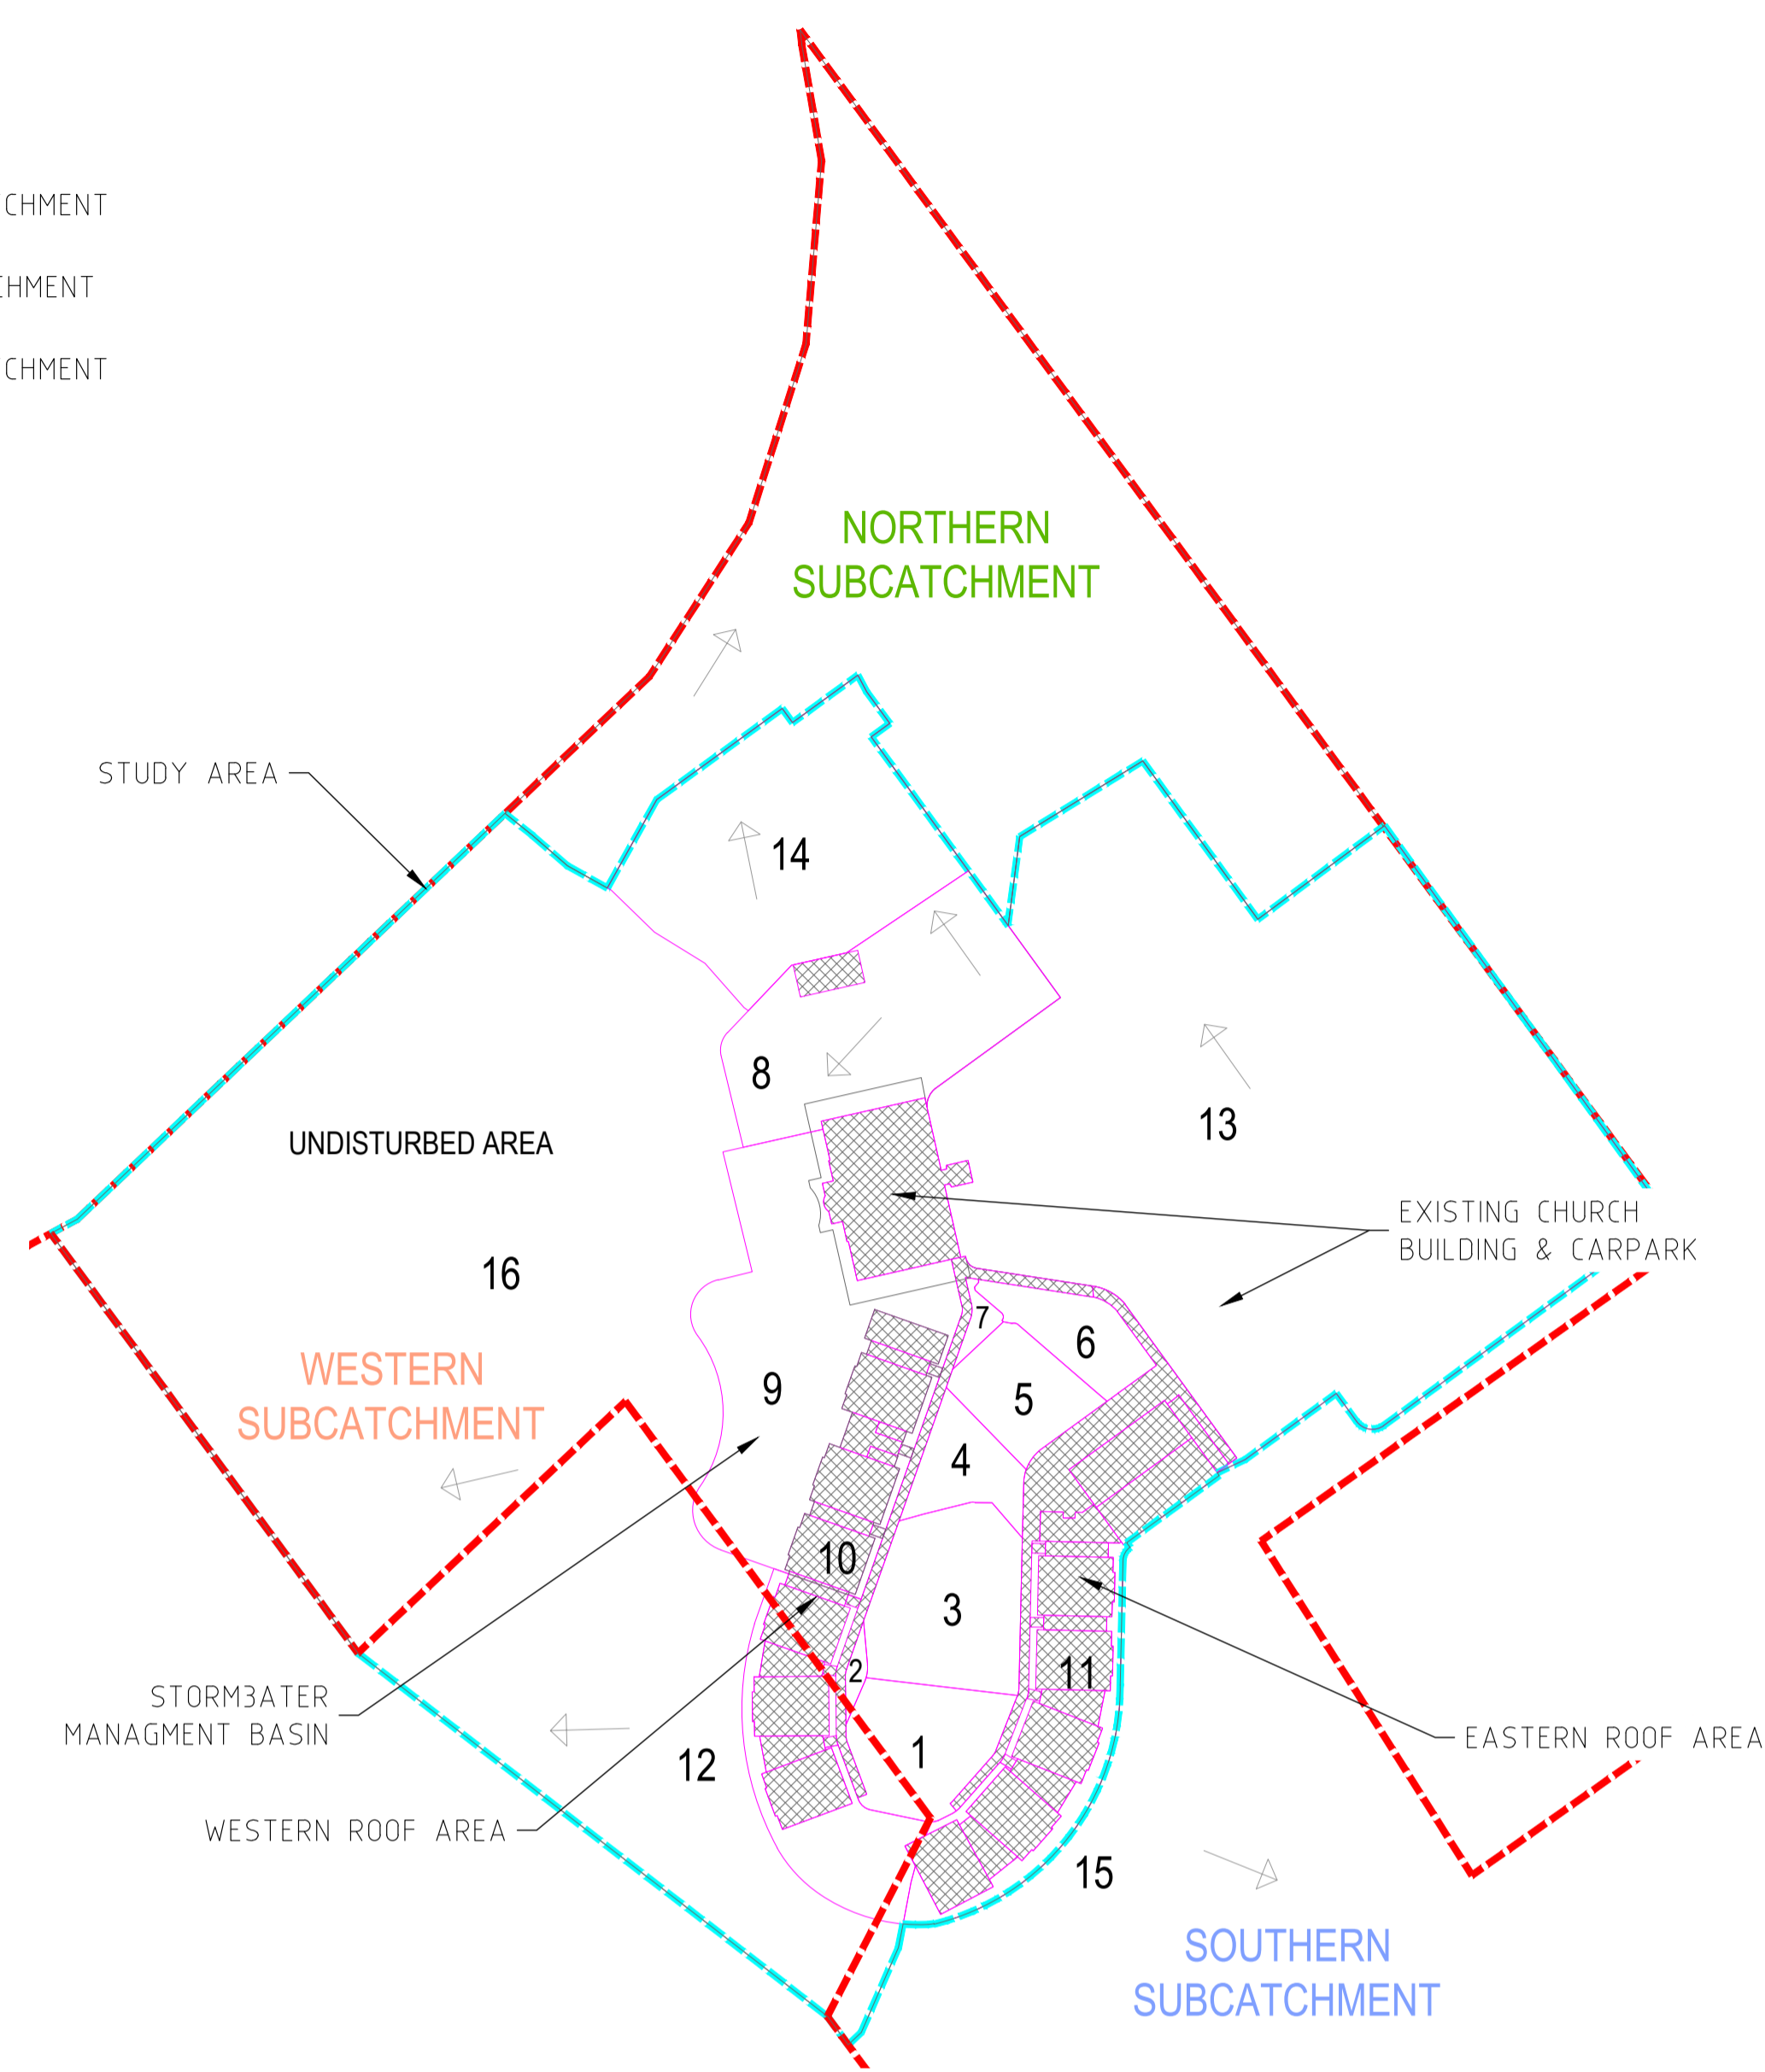 CHMENT
CHMENT
CHMENT
NORTHERN
SUBCATCHMENT
STUDY AREA
14
8
13
UNDISTURBED AREA
EXISTING CHURCH
BUILDING & CARPARK
16
7
6
WESTERN
SUBCATCHMENT
9
5
4
10
3
2
11
STORM3ATER
MANAGMENT BASIN
EASTERN ROOF AREA
12
1
WESTERN ROOF AREA
15
SOUTHERN
SUBCATCHMENT